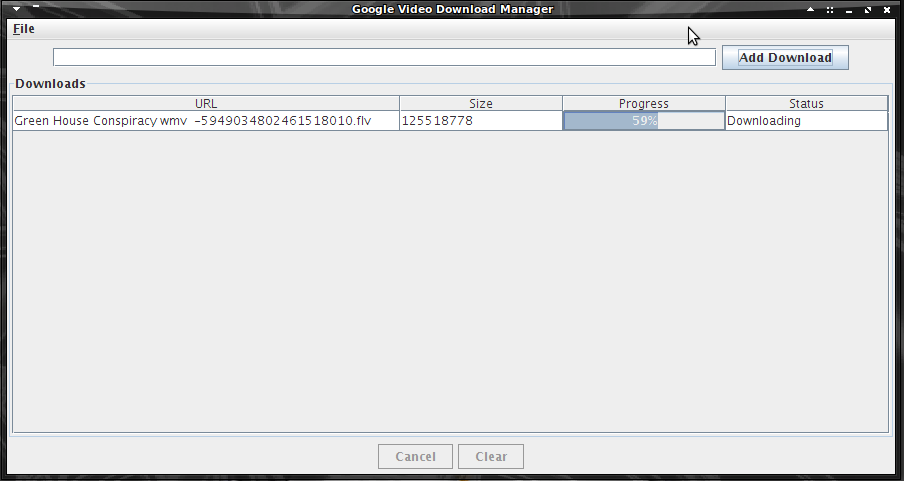 Google Video Download Manager
File
Add Download
Downloads
URL Size Progress Status
Green House Conspiracy wmv -5949034802461518010.flv 125518778 59% Downloading
Cancel Clear